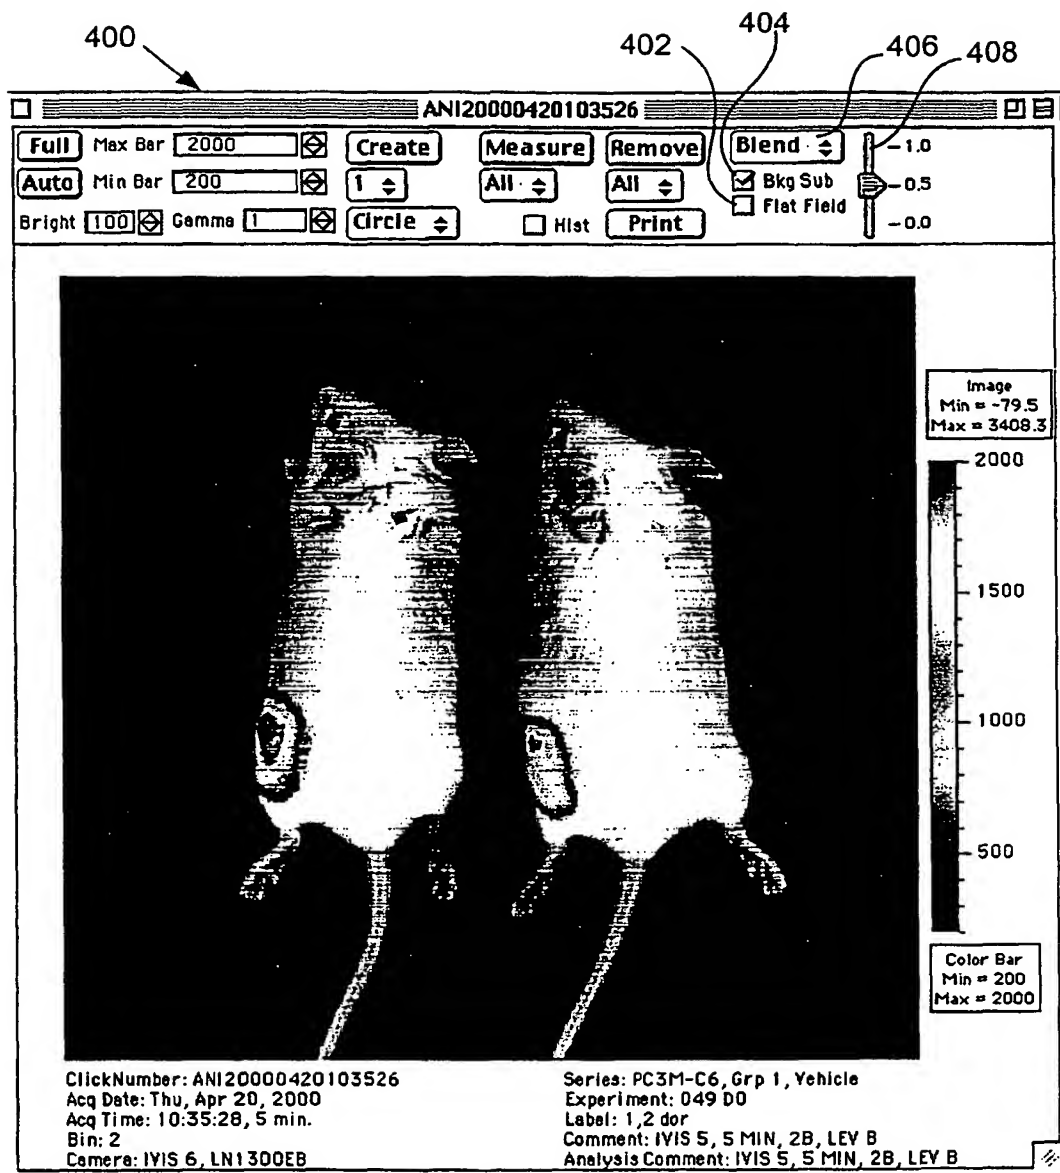 400
402
404
406
408
ANI20000420103526
Full Max Bar 2000 Create Measure Remove Blend 1.0
Auto Min Bar 200 1 All All Bkg Sub 0.5
Flat Field
Bright 100 Gamma 1 Circle Hist Print 0.0
Image
Min = -79.5
Max = 3408.3
2000
1500
1000
500
Color Bar
Min = 200
Max = 2000
ClickNumber: ANI20000420103526
Acq Date: Thu, Apr 20, 2000
Acq Time: 10:35:28, 5 min.
Bin: 2
Camera: IVIS 6, LN1300EB
Series: PC3M-C6, Grp 1, Vehicle
Experiment: 049 D0
Label: 1,2 dor
Comment: IVIS 5, 5 MIN, 2B, LEV B
Analysis Comment: IVIS 5, 5 MIN, 2B, LEV B